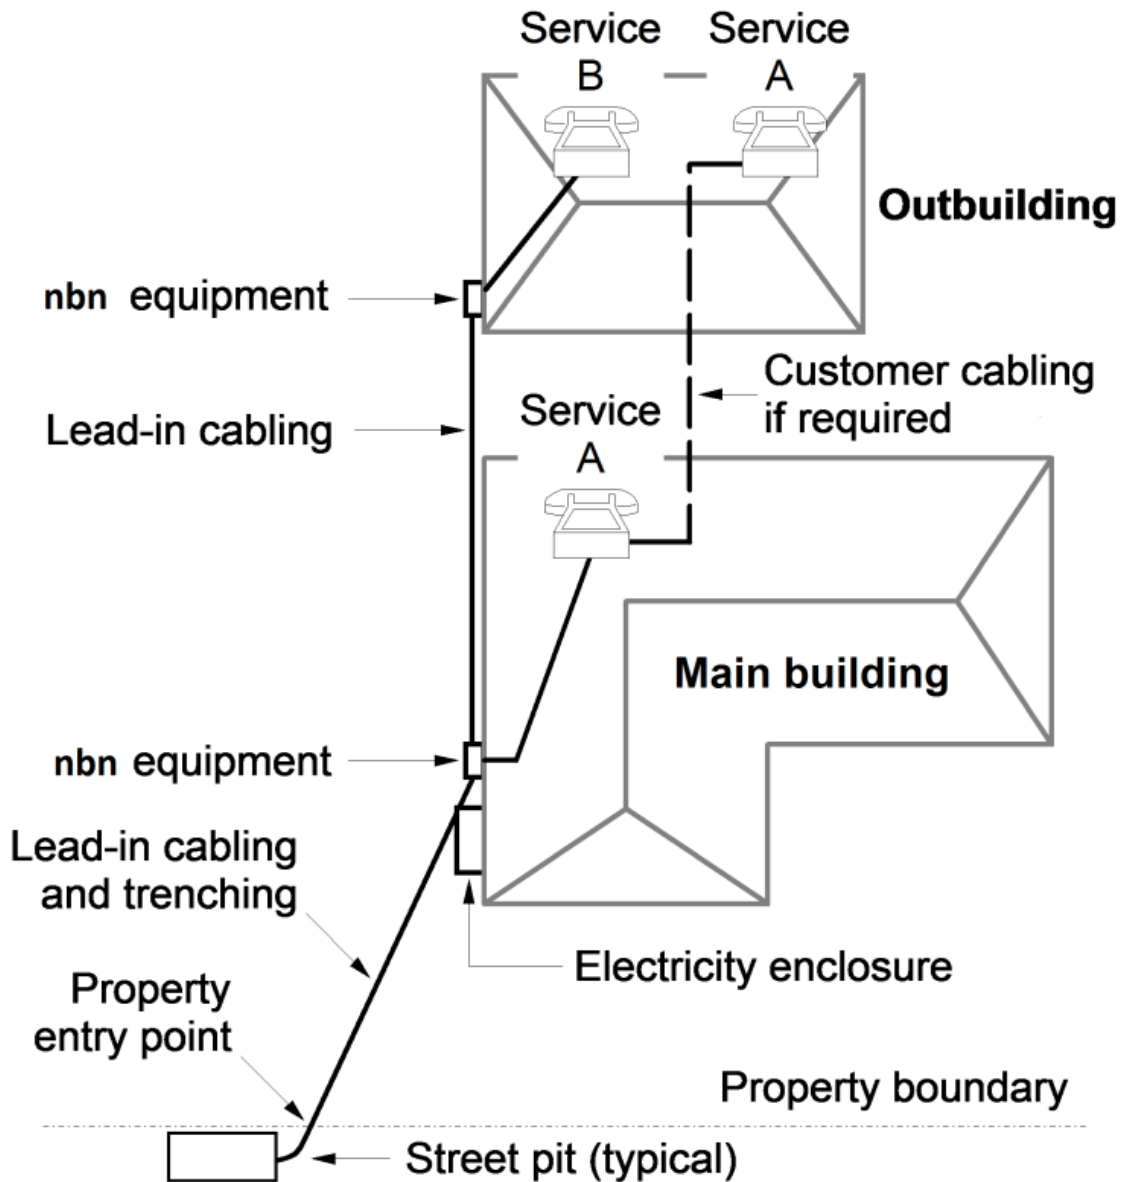 Service
B
Service
A
Outbuilding
nbn equipment
Customer cabling
if required
Lead-in cabling
Service
A
Main building
nbn equipment
Lead-in cabling
and trenching
Electricity enclosure
Property
entry point
Property boundary
Street pit (typical)